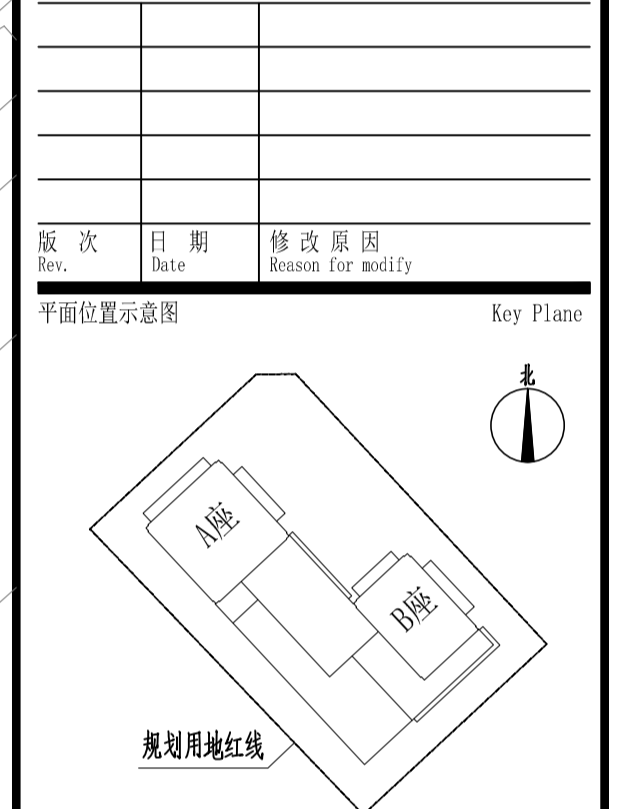 版 次 日 期 修 改 原 因
Rev. Date Reason for modify
平面位置示意图 Key Plane
北
A座
B座
规划用地红线